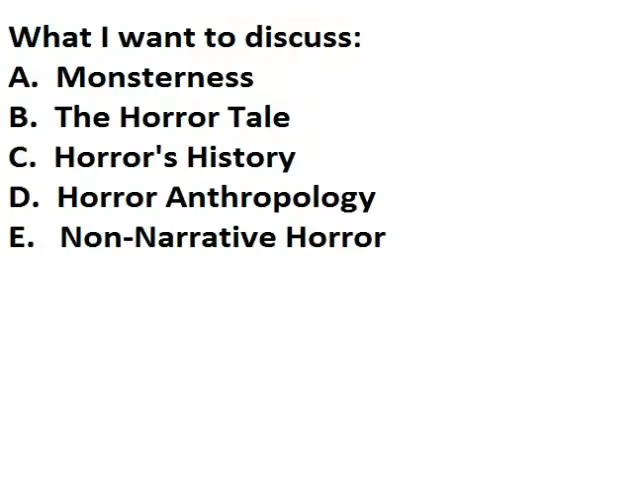 What I want to discuss:
A. Monsterness
B. The Horror Tale
C. Horror's History
D. Horror Anthropology
E. Non-Narrative Horror